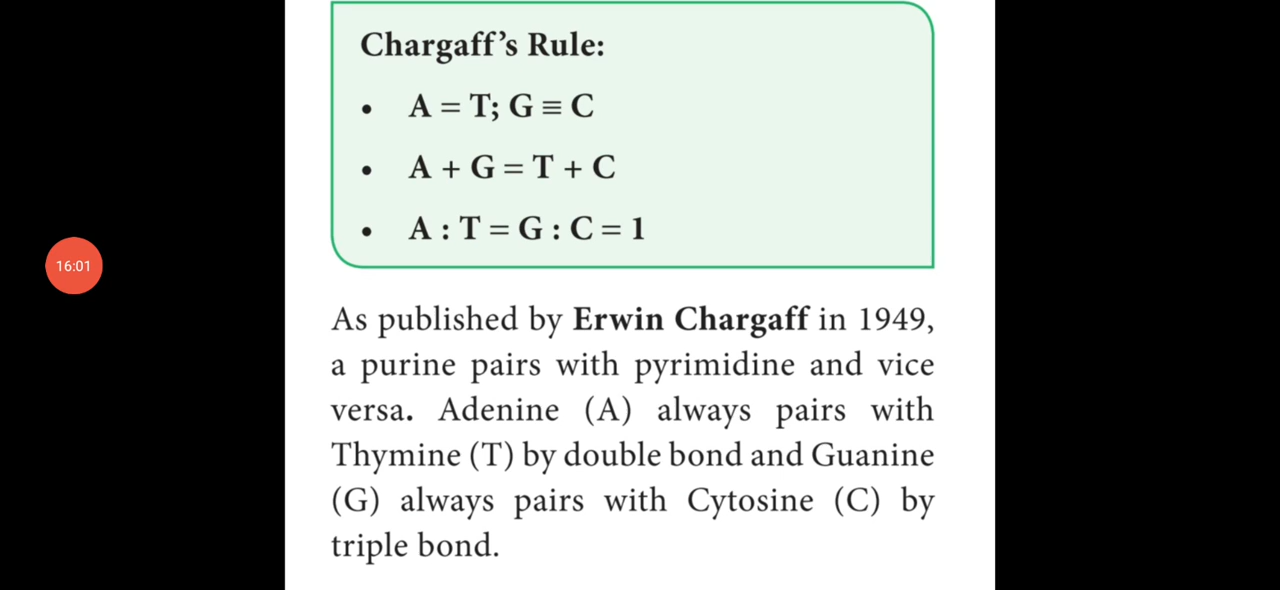 Chargaff’s Rule:
• A = T; G ≡ C
• A + G = T + C
• A : T = G : C = 1
16:01
As published by Erwin Chargaff in 1949,
a purine pairs with pyrimidine and vice
versa. Adenine (A) always pairs with
Thymine (T) by double bond and Guanine
(G) always pairs with Cytosine (C) by
triple bond.